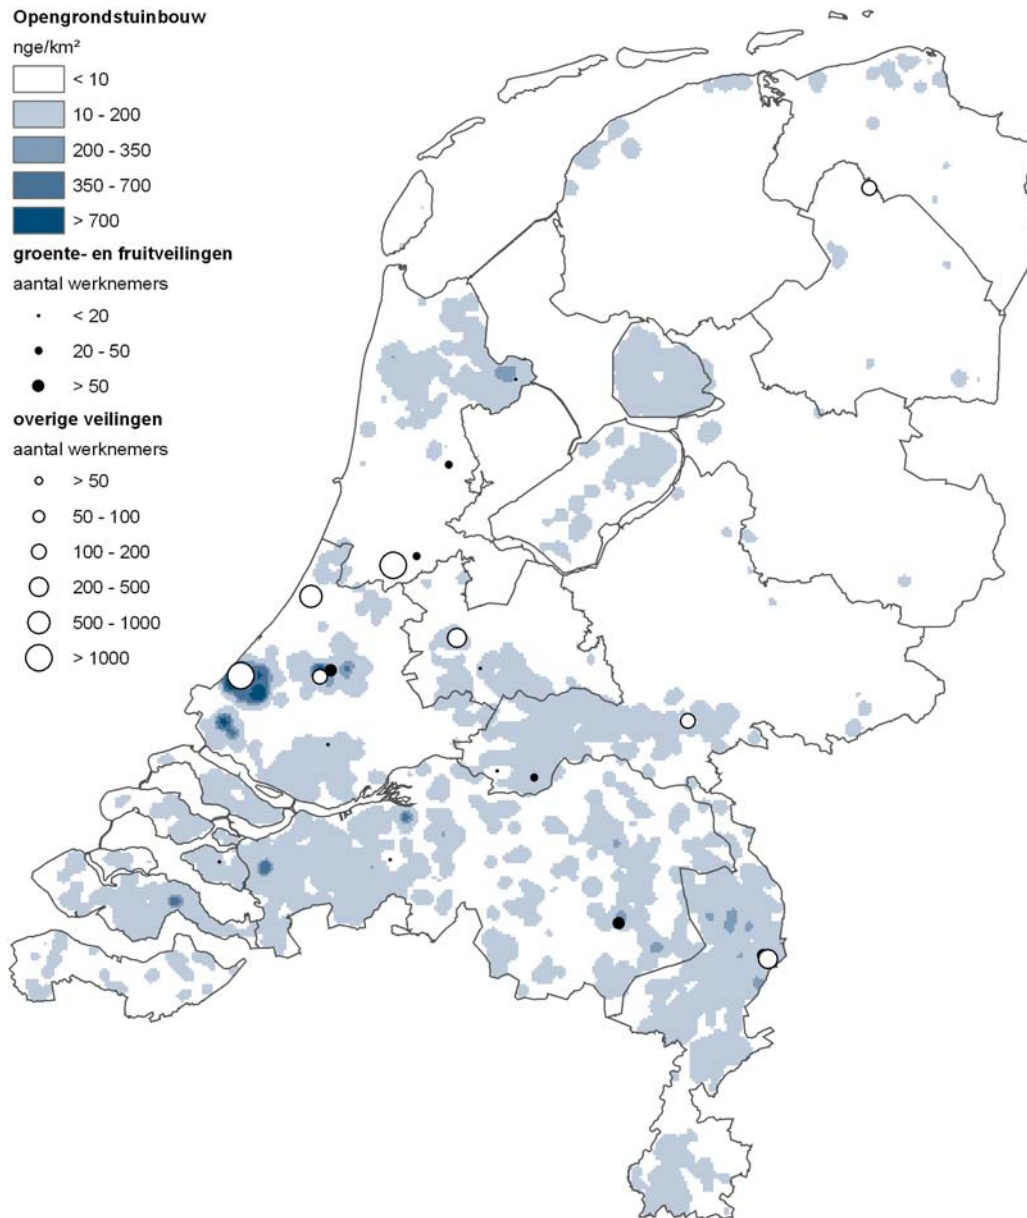 Opengrondstuinbouw
nge/km²
< 10
10 - 200
200 - 350
350 - 700
> 700
groente- en fruitveilingen
aantal werknemers
< 20
20 - 50
> 50
overige veilingen
aantal werknemers
> 50
50 - 100
100 - 200
200 - 500
500 - 1000
> 1000